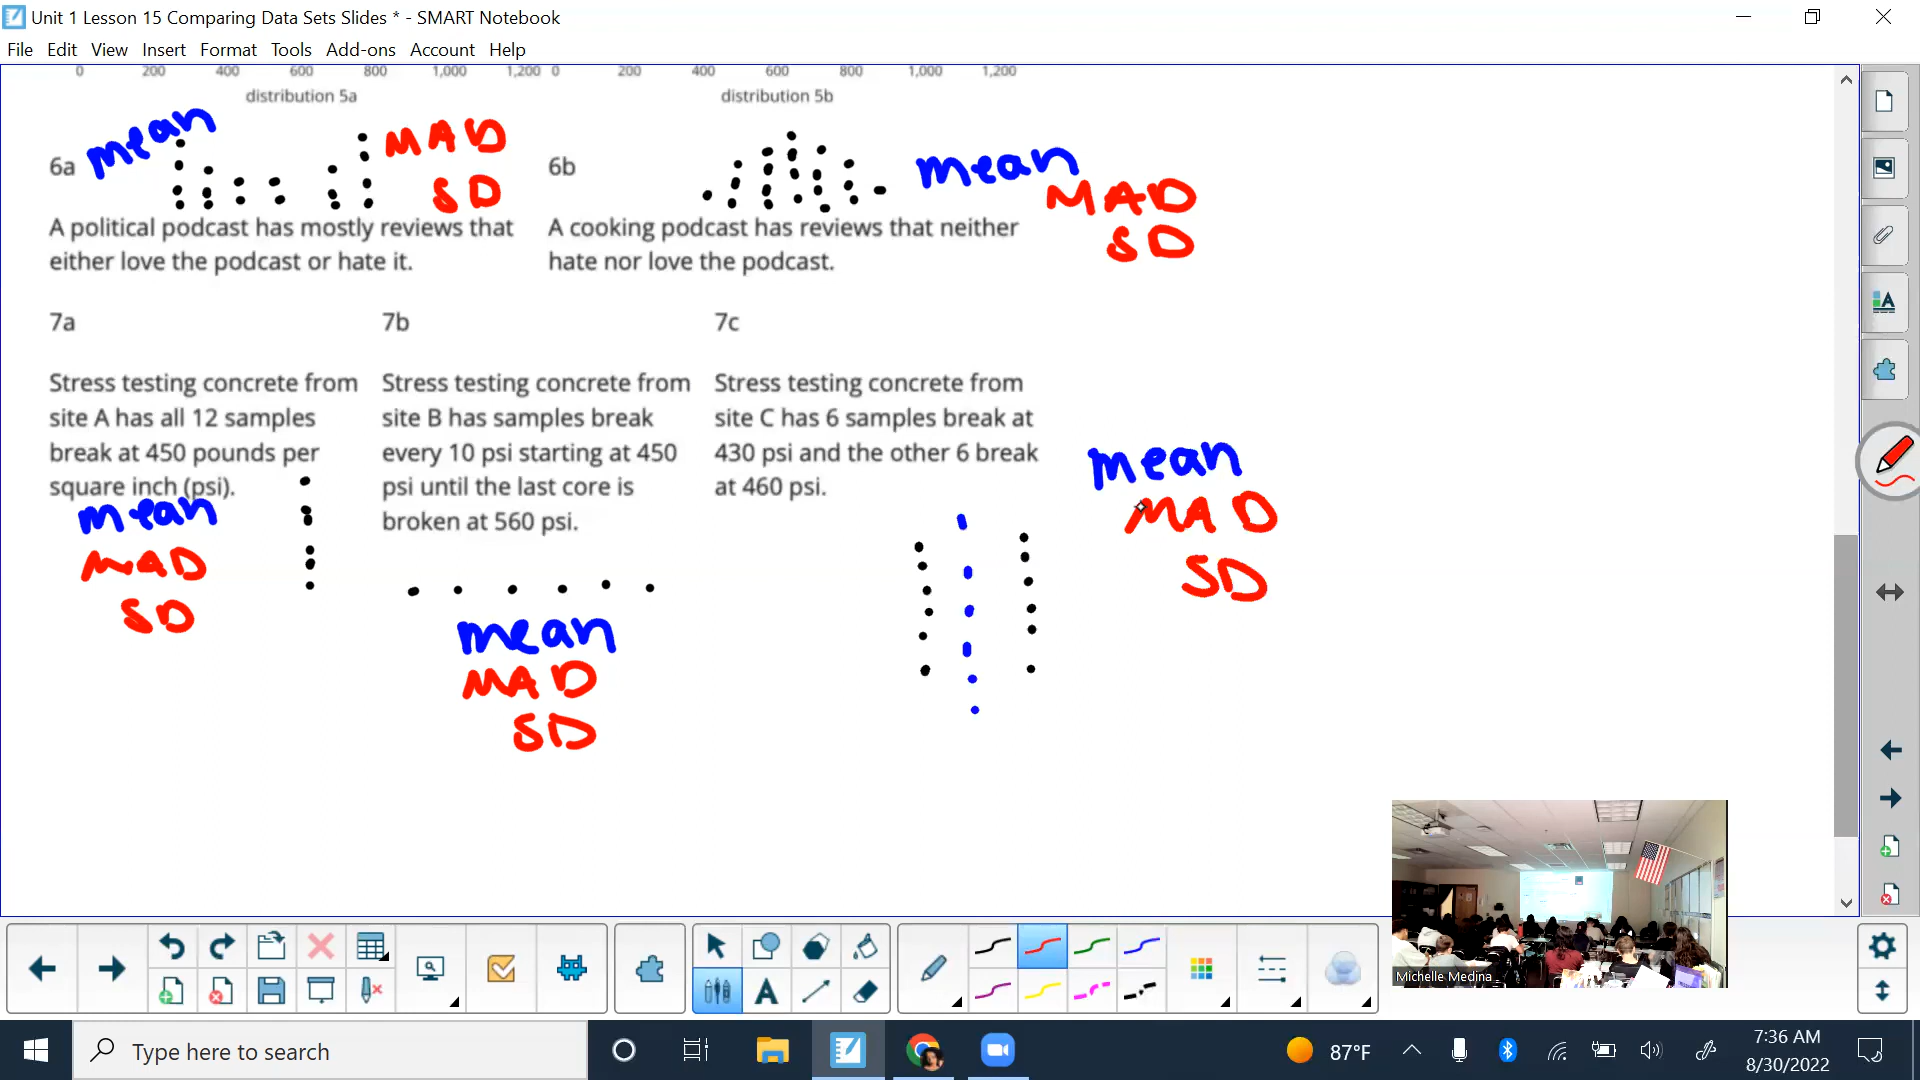 Unit 1 Lesson 15 Comparing Data Sets Slides * - SMART Notebook
File Edit View Insert Format Tools Add-ons Account Help
0 200 400 600 800 1,000 1,200 0 200 400 600 800 1,000 1,200
distribution 5a distribution 5b
6a mean MAD SD
6b mean MAD SD
A political podcast has mostly reviews that
either love the podcast or hate it.
A cooking podcast has reviews that neither
hate nor love the podcast.
7a
Stress testing concrete from
site A has all 12 samples
break at 450 pounds per
square inch (psi).
mean
MAD
SD
7b
Stress testing concrete from
site B has samples break
every 10 psi starting at 450
psi until the last core is
broken at 560 psi.
mean
MAD
SD
7c
Stress testing concrete from
site C has 6 samples break at
430 psi and the other 6 break
at 460 psi.
mean
MAD
SD
Michelle Medina
Type here to search
87°F
7:36 AM
8/30/2022